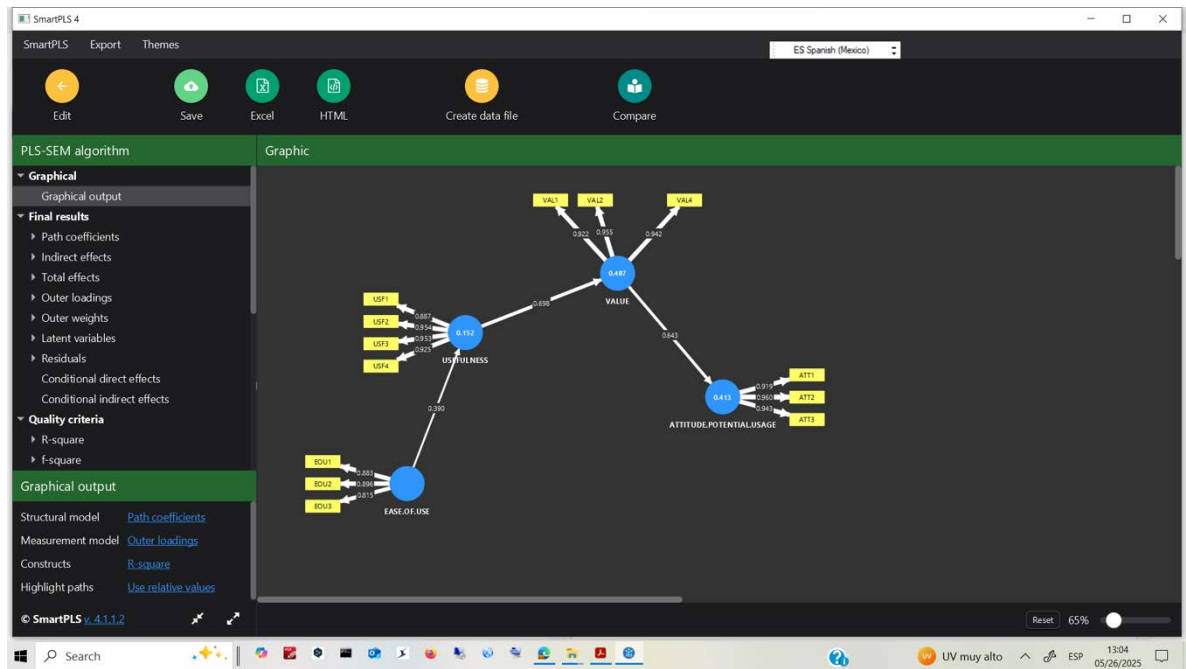 SmartPLS 4
SmartPLS Export Themes
ES Spanish (Mexico)
Edit Save Excel HTML Create data file Compare
PLS-SEM algorithm
Graphical
Graphical output
Final results
Path coefficients
Indirect effects
Total effects
Outer loadings
Outer weights
Latent variables
Residuals
Conditional direct effects
Conditional indirect effects
Quality criteria
R-square
f-square
Graphical output
Structural model Path coefficients
Measurement model Outer loadings
Constructs R-square
Highlight paths Use relative values
© SmartPLS v. 4.1.1.2
Graphic
VAL1 VAL2 VAL4
0.922 0.955 0.942
0.487
VALUE
0.698
USF1
USF2
USF3
USF4
0.887
0.954
0.953
0.925
0.152
USEFULNESS
0.643
0.413
ATTITUDE.POTENTIAL.USAGE
0.919
0.960
0.943
ATT1
ATT2
ATT3
0.390
EOU1
EOU2
EOU3
0.883
0.896
0.815
EASE.OF.USE
Reset 65%
Search
UV UV muy alto ESP 13:04
05/26/2025